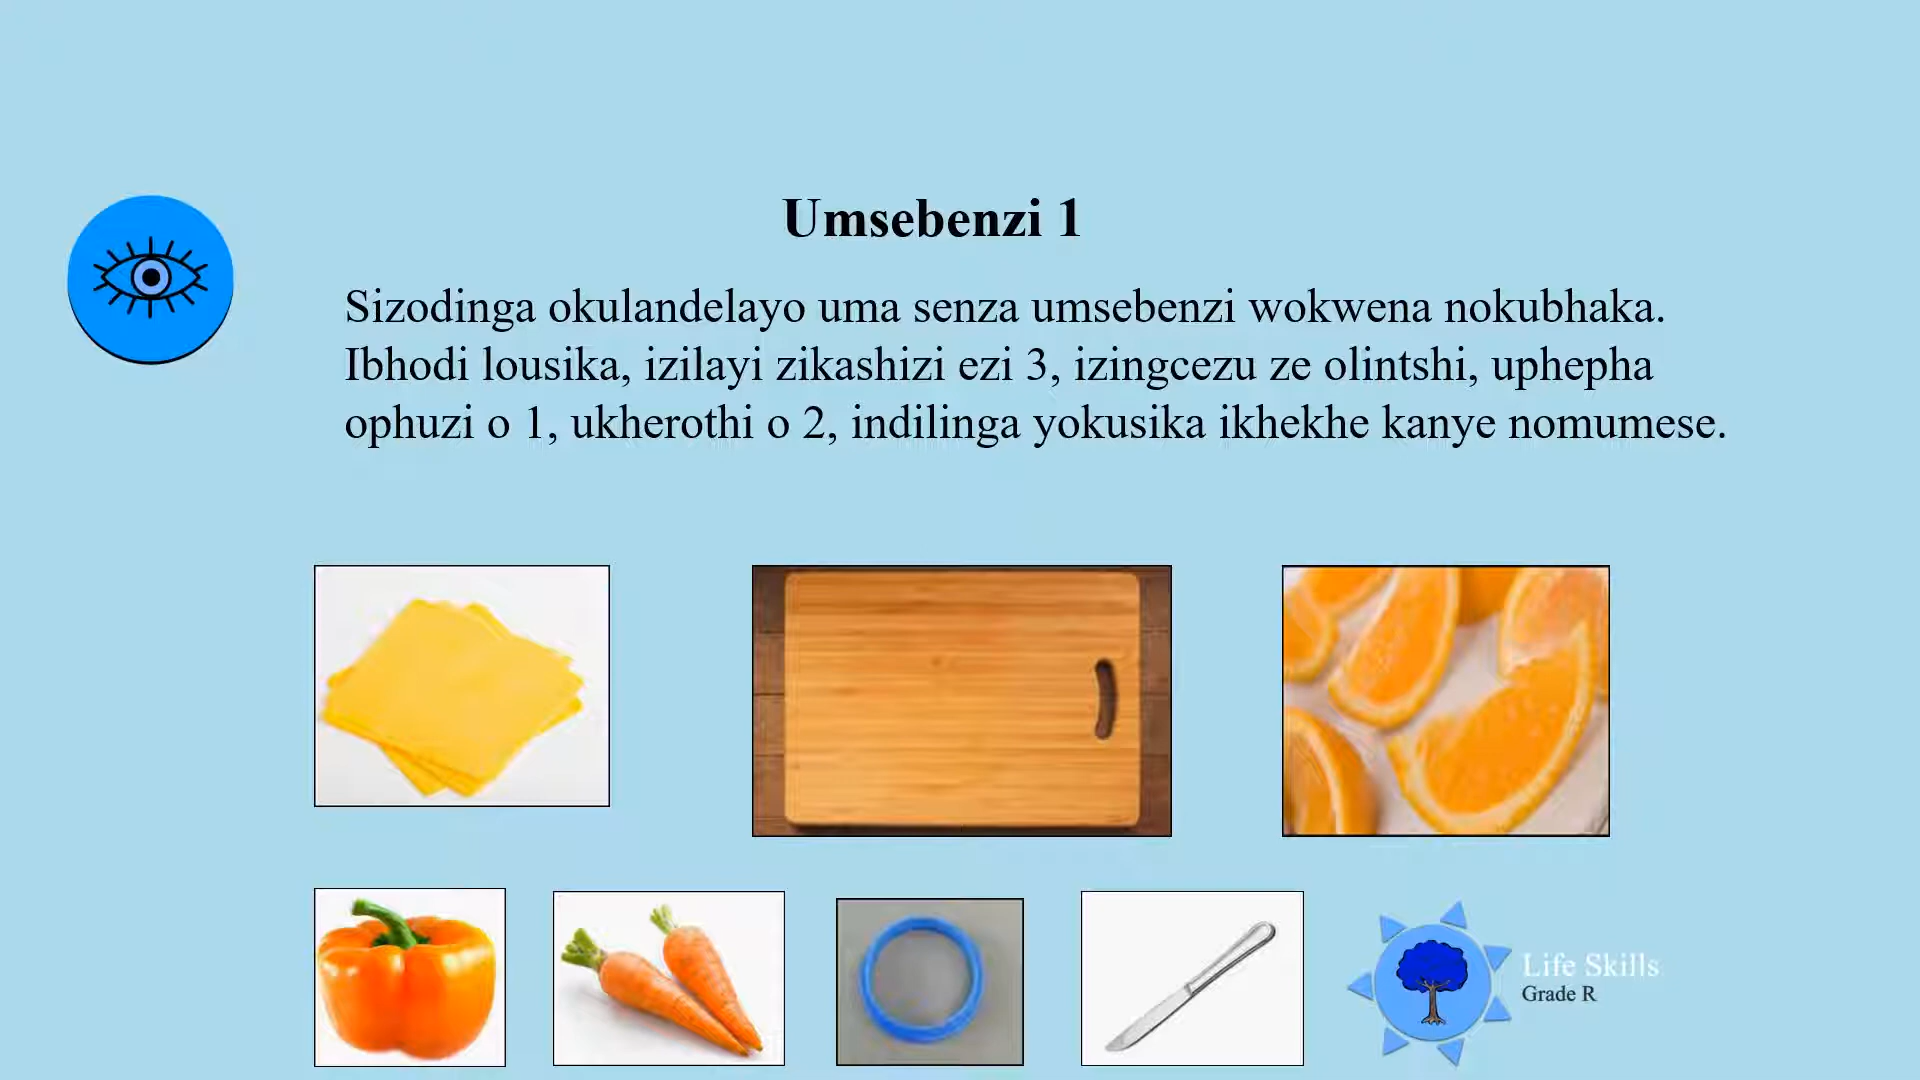 Umsebenzi 1
Sizodinga okulandelayo uma senza umsebenzi wokwena nokubhaka.
Ibhodi lousika, izilayi zikashizi ezi 3, izingcezu ze olintshi, uphepha
ophuzi o 1, ukherothi o 2, indilinga yokusika ikhekhe kanye nomumese.
Life Skills
Grade R